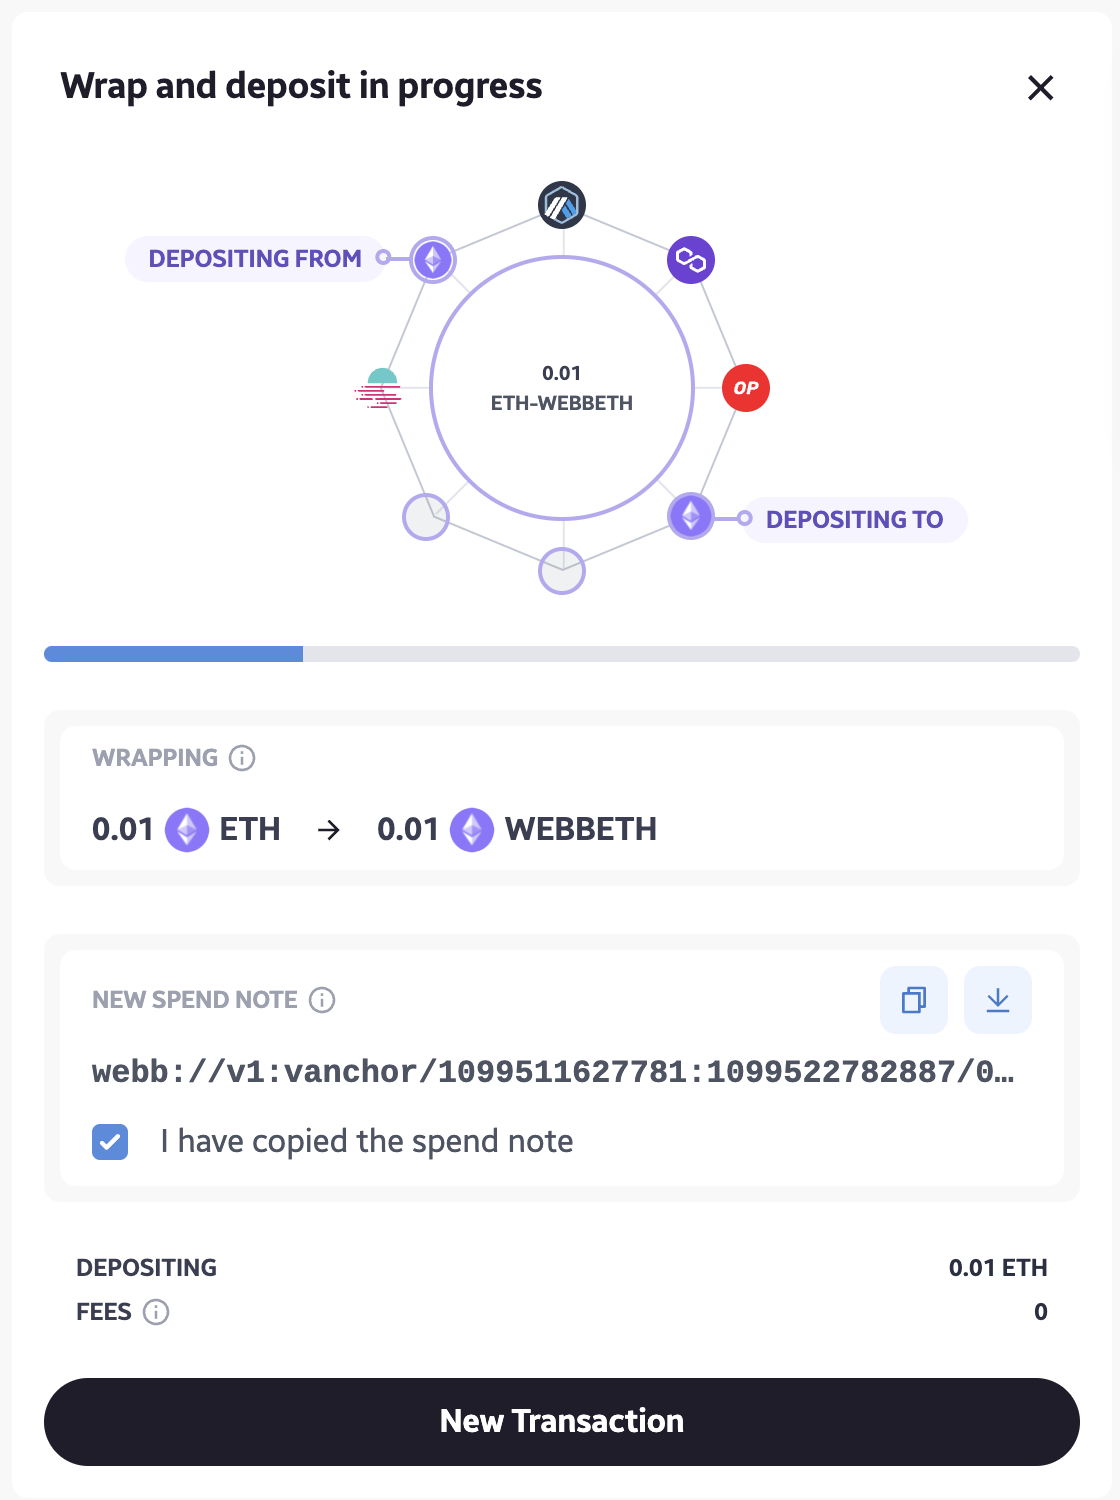 Wrap and deposit in progress
DEPOSITING FROM
0.01
ETH-WEBBETH
OP
DEPOSITING TO
WRAPPING
0.01 ETH → 0.01 WEBBETH
NEW SPEND NOTE
webb://v1:vanchor/1099511627781:1099522782887/0…
I have copied the spend note
DEPOSITING 0.01 ETH
FEES 0
New Transaction